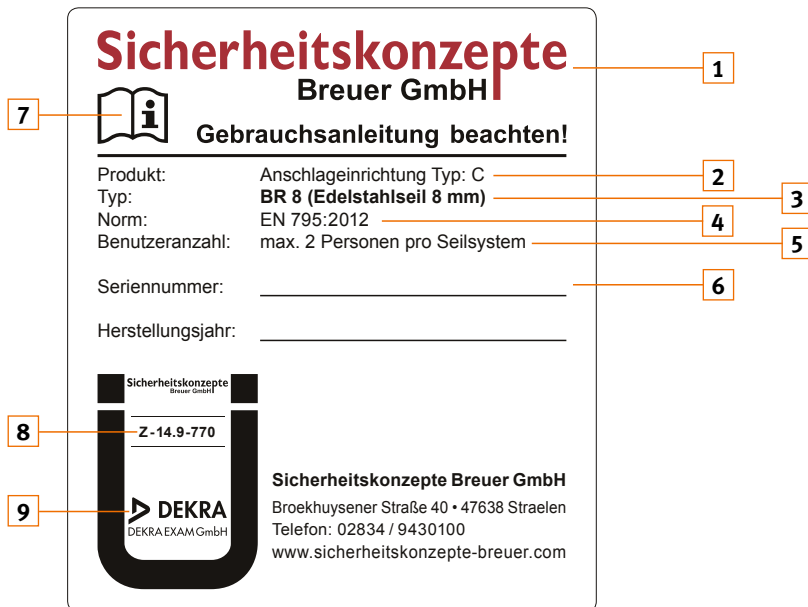 Sicherheitskonzepte
Breuer GmbH
1
7
i
Gebrauchsanleitung beachten!
Produkt: Anschlageinrichtung Typ: C
2
Typ: BR 8 (Edelstahlseil 8 mm)
3
Norm: EN 795:2012
4
Benutzeranzahl: max. 2 Personen pro Seilsystem
5
Seriennummer:
6
Herstellungsjahr:
Sicherheitskonzepte
Breuer GmbH
8
Z-14.9-770
9
DEKRA
DEKRA EXAM GmbH
Sicherheitskonzepte Breuer GmbH
Broekhuysener Straße 40 • 47638 Straelen
Telefon: 02834 / 9430100
www.sicherheitskonzepte-breuer.com